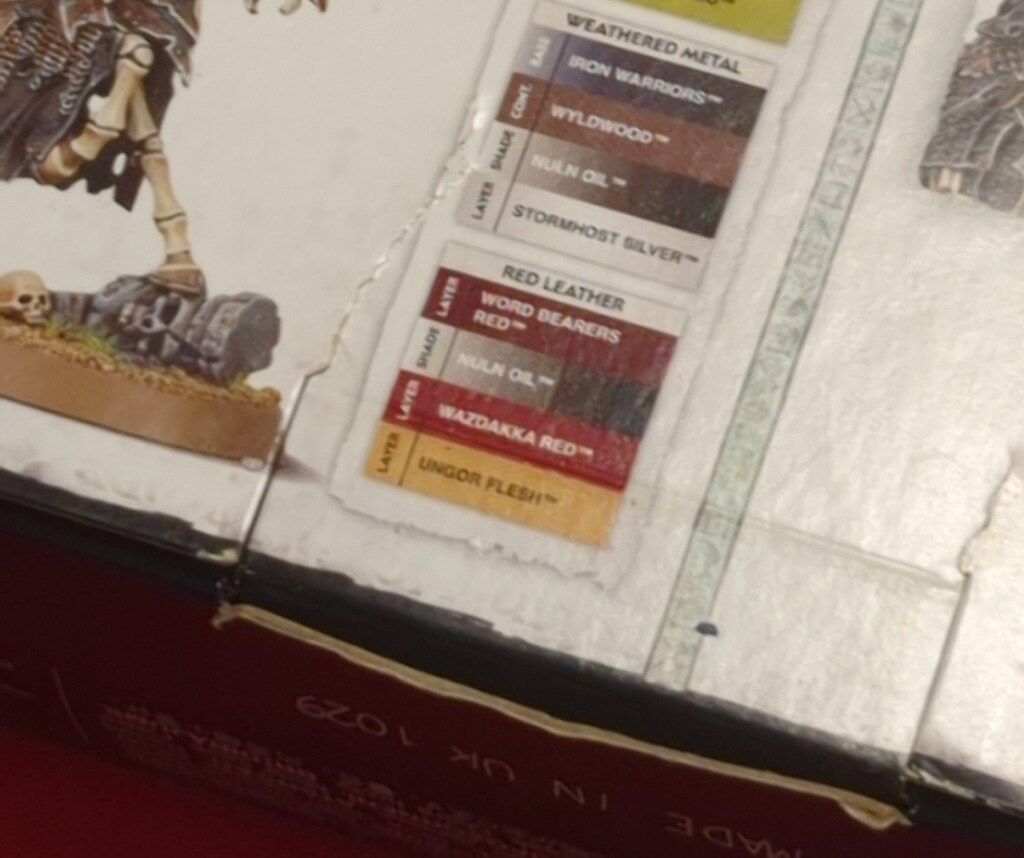 WEATHERED METAL
BASE IRON WARRIORS™
CONT. WYLDWOOD™
SHADE NULN OIL™
LAYER STORMHOST SILVER™
RED LEATHER
LAYER WORD BEARERS
RED™
SHADE NULN OIL™
LAYER WAZDAKKA RED™
LAYER UNGOR FLESH™
MADE IN UK 1029